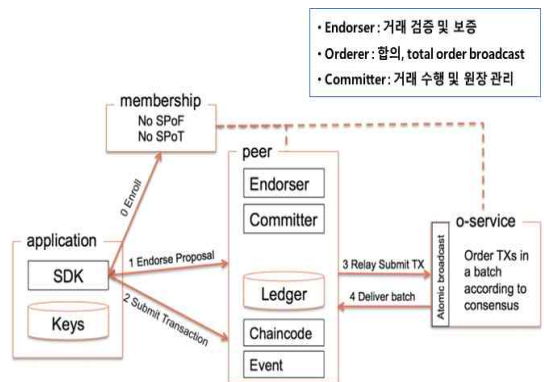 • Endorser : 거래 검증 및 보증
• Orderer : 합의, total order broadcast
• Committer : 거래 수행 및 원장 관리
membership
No SPoF
No SPoT
0 Enroll
application
SDK
Keys
1 Endorse Proposal
2 Submit Transaction
peer
Endorser
Committer
Ledger
Chaincode
Event
3 Relay Submit TX
4 Deliver batch
o-service
Atomic broadcast
Order TXs in
a batch
according to
consensus